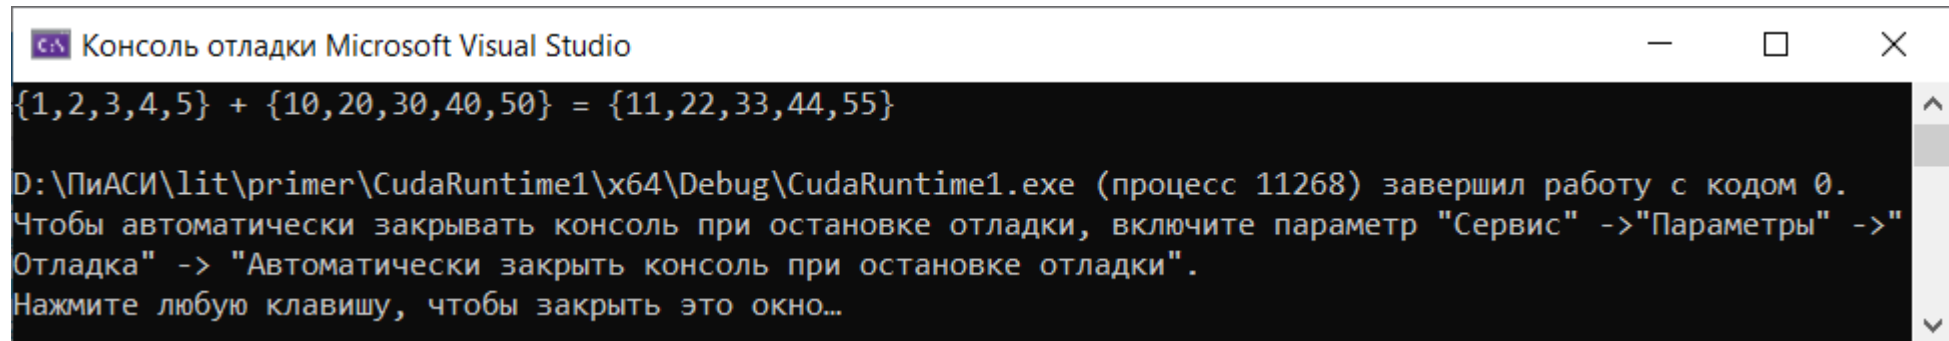 Консоль отладки Microsoft Visual Studio
{1,2,3,4,5} + {10,20,30,40,50} = {11,22,33,44,55}
D:\ПиАСИ\lit\primer\CudaRuntime1\x64\Debug\CudaRuntime1.exe (процесс 11268) завершил работу с кодом 0.
Чтобы автоматически закрывать консоль при остановке отладки, включите параметр "Сервис" ->"Параметры" ->"
Отладка" -> "Автоматически закрыть консоль при остановке отладки".
Нажмите любую клавишу, чтобы закрыть это окно…